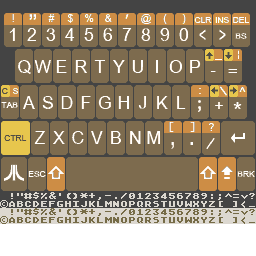 ! " # $ % & ' @ ( ) CLR INS DEL
1 2 3 4 5 6 7 8 9 0 < > BS
↑_ ↓|
Q W E R T Y U I O P - =
C S : ←\ →^
TAB A S D F G H J K L ; + *
[ ] ?
CTRL Z X C V B N M , . / ↵
ESC ⇧ ⇧ BRK
!"#$%&'()*+,-./0123456789:;^=v?
©ABCDEFGHIJKLMNOPQRSTUVWXYZ[ ]
!"#$%&'()*+,-./0123456789:;^=v?
©ABCDEFGHIJKLMNOPQRSTUVWXYZ[ ]